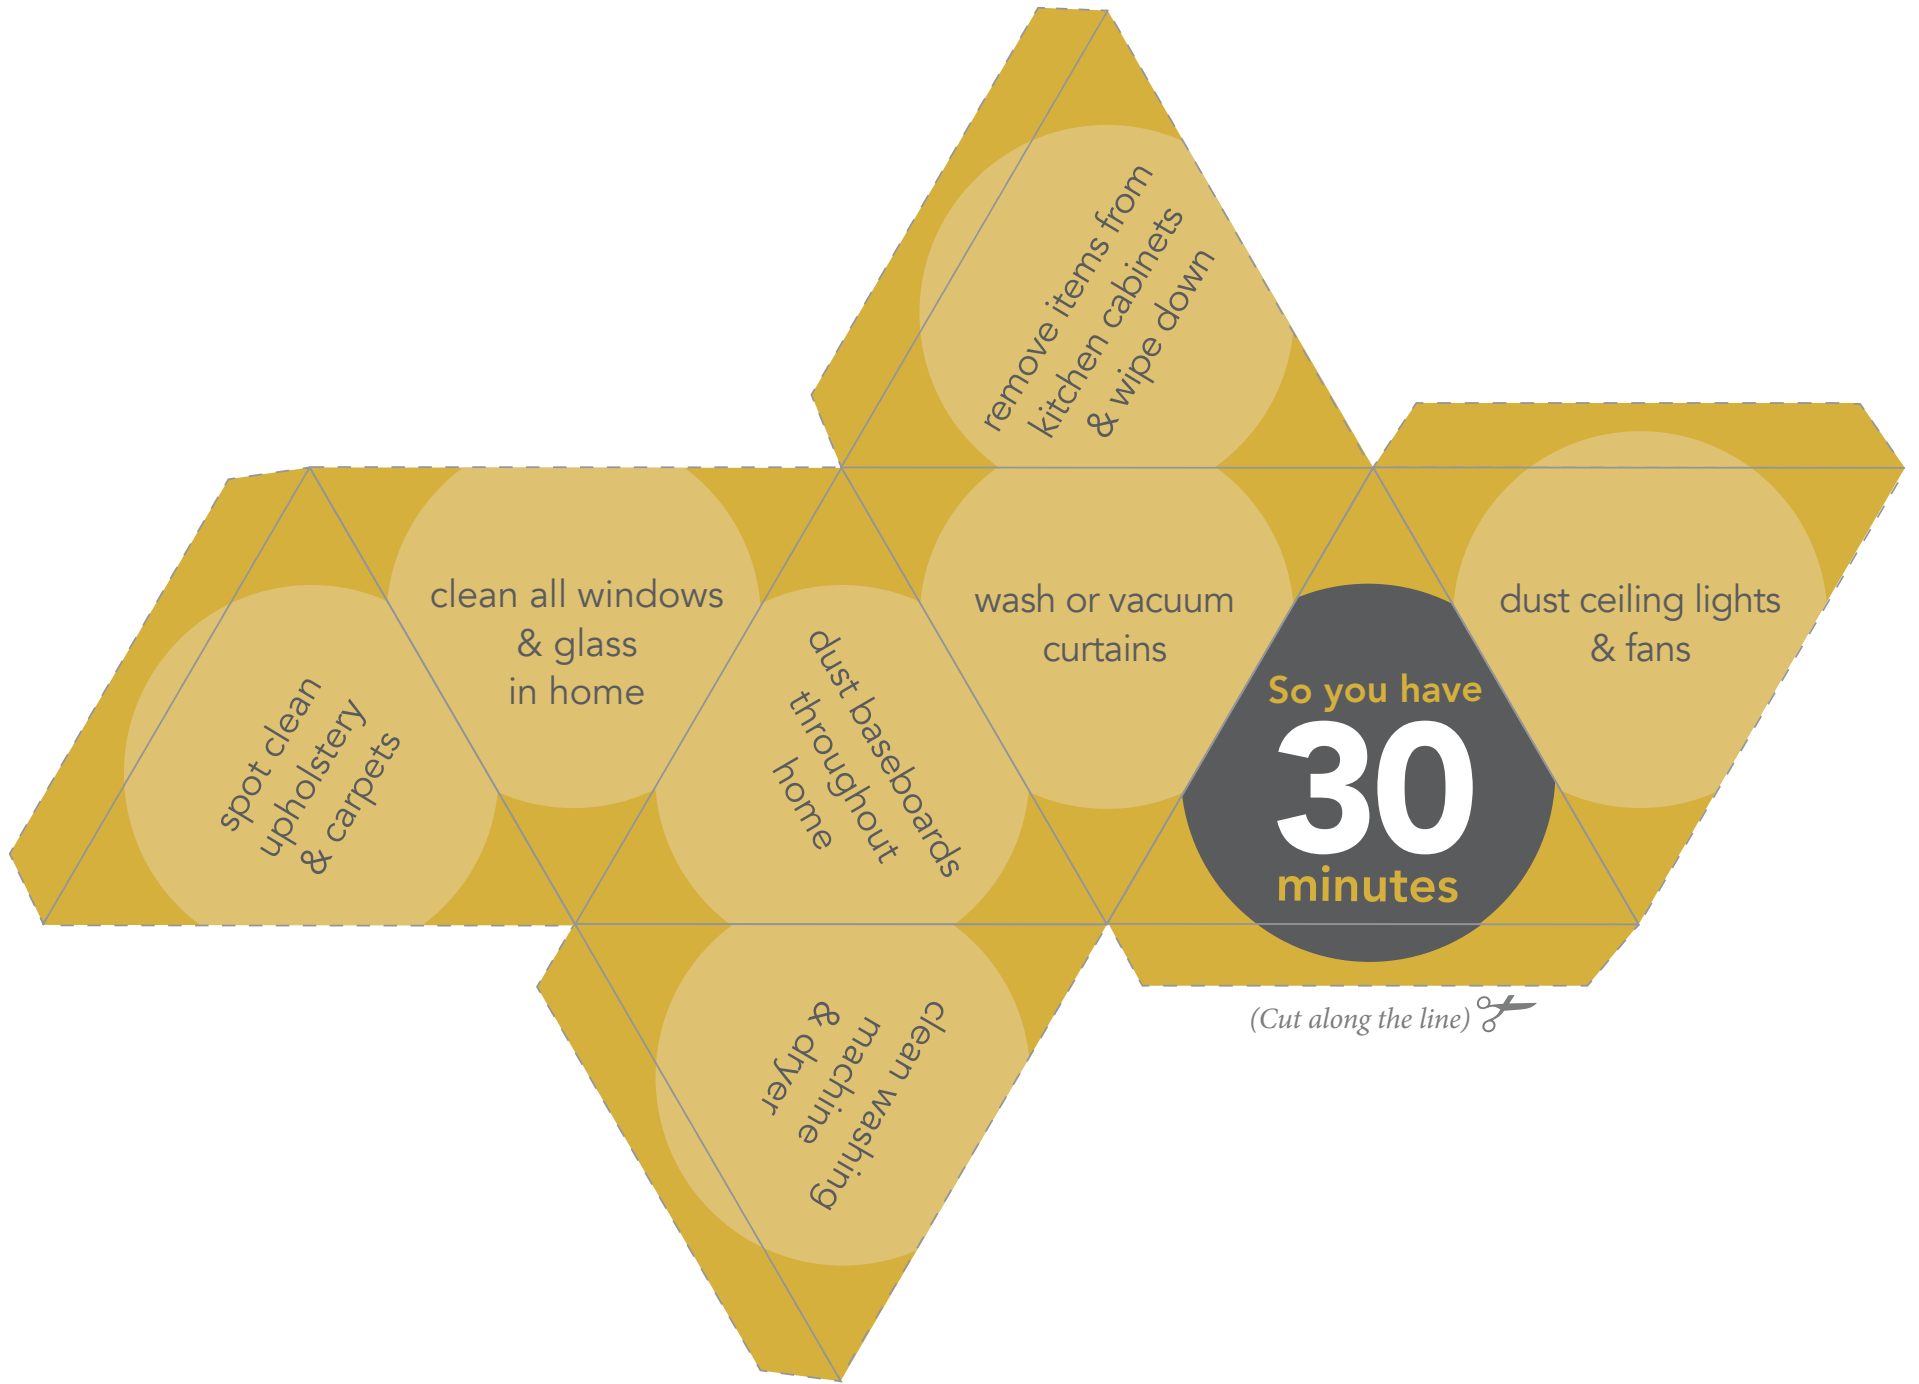 remove items from
kitchen cabinets
& wipe down
spot clean
upholstery
& carpets
clean all windows
& glass
in home
dust baseboards
throughout
home
wash or vacuum
curtains
So you have
30
minutes
dust ceiling lights
& fans
clean washing
machine
& dryer
(Cut along the line)